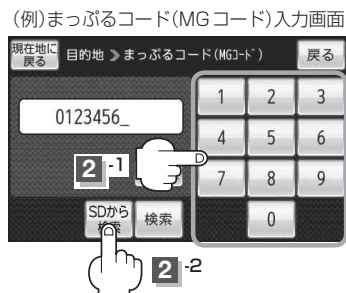 (例)まっぷるコード(MGコード)入力画面
現在地に
戻る
目的地 》まっぷるコード(MGｺｰﾄﾞ)
戻る
0123456_
1 2 3
4 5 6
7 8 9
0
2 -1
SDから
検索
検索
2 -2